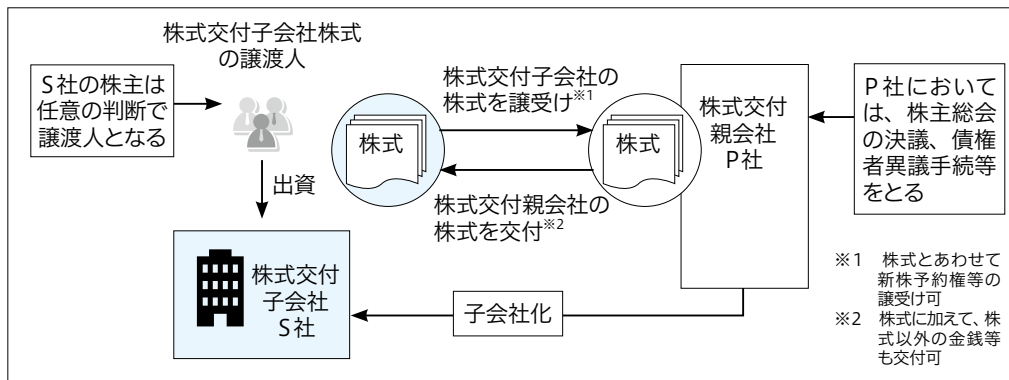 株式交付子会社株式
の譲渡人
S社の株主は
任意の判断で
譲渡人となる
出資
株式交付子会社の
株式を譲受け※1
株式
株式
株式交付親会社の
株式を交付※2
株式交付
親会社
P社
P社において
は、株主総会
の決議、債権
者異議手続等
をとる
株式交付
子会社
S社
子会社化
※1 株式とあわせて
新株予約権等の
譲受け可
※2 株式に加えて、株
式以外の金銭等
も交付可